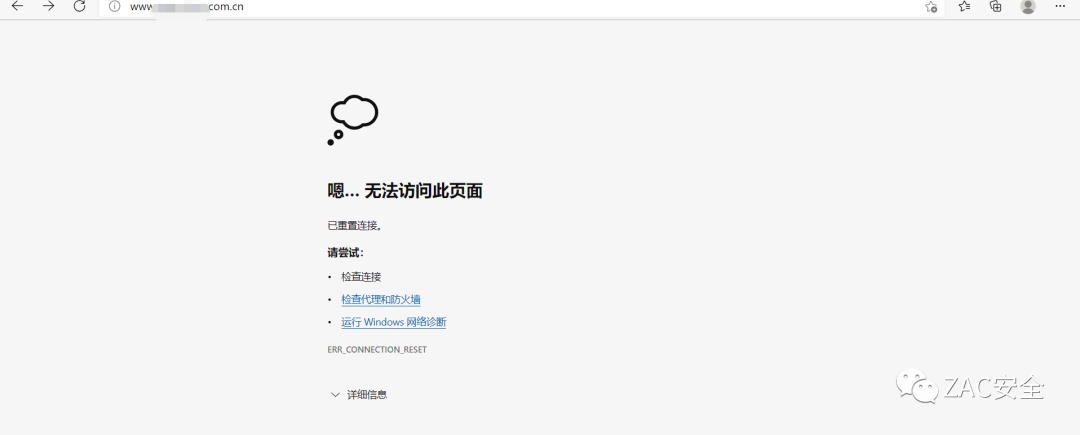 www.
com.cn
嗯... 无法访问此页面
已重置连接。
请尝试:
• 检查连接
• 检查代理和防火墙
• 运行 Windows 网络诊断
ERR_CONNECTION_RESET
详细信息
ZAC安全